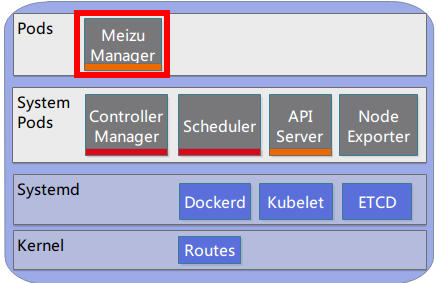 Pods
Meizu
Manager
System
Pods
Controller
Manager
Scheduler
API
Server
Node
Exporter
Systemd
Dockerd
Kubelet
ETCD
Kernel
Routes